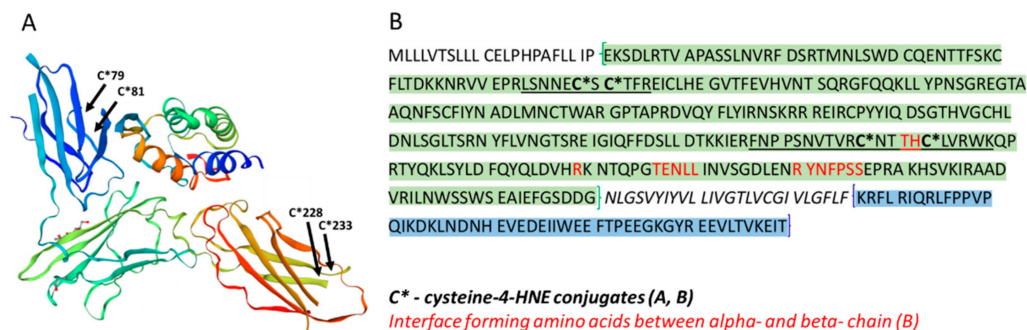 A
B
C*79
C*81
C*228
C*233
MLLLVTSLLL CELPHPAFLL IP {EKSDLRTV APASSLNVRF DSRTMNLSWD CQENTTFSKC
FLTDKKNRVV EPRLSNNEC*S C*TFREICLHE GVTFEVHVNT SQRGFQQKLL YPNSGREGTA
AQNFSCFIYN ADLMNCTWAR GPTAPRDVQY FLYIRNSKRR REIRCPYYIQ DSGTHVGCHL
DNLSGLTSRN YFLVNGTSRE IGIQFFDSLL DTKKIERFNP PSNVTVRC*NT THC*LVRWKQP
RTYQKLSYLD FQYQLDVHRK NTQPGTENLL INVSGDLENR YNFPSSEPRA KHSVKIRAAD
VRILNWSSWS EAIEFGSDDG} NLGSVYIYVL LIVGTLVCGI VLGFLF {KRFL RIQRLFPPVP
QIKDKLNDNH EVEDEIIWEE FTPEEGKGYR EEVLTVKEIT}
C* - cysteine-4-HNE conjugates (A, B)
Interface forming amino acids between alpha- and beta- chain (B)